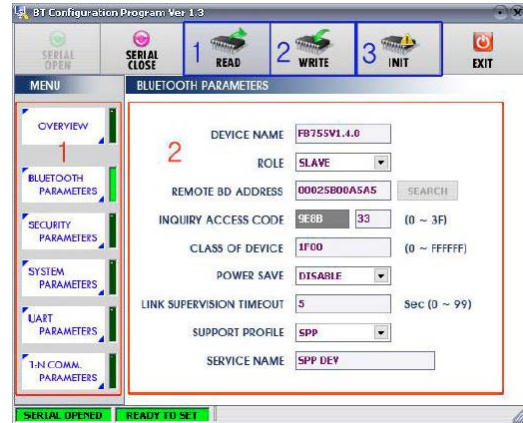 BT Configuration Program Ver 1.3
SERIAL OPEN
SERIAL CLOSE
1 READ
2 WRITE
3 INIT
EXIT
MENU
BLUETOOTH PARAMETERS
OVERVIEW
1
BLUETOOTH
PARAMETERS
SECURITY
PARAMETERS
SYSTEM
PARAMETERS
UART
PARAMETERS
1:N COMM.
PARAMETERS
2
DEVICE NAME FB755V1.4.0
ROLE SLAVE
REMOTE BD ADDRESS 00025B00A5A5 SEARCH
INQUIRY ACCESS CODE 9E8B 33 (0 ~ 3F)
CLASS OF DEVICE 1F00 (0 ~ FFFFFF)
POWER SAVE DISABLE
LINK SUPERVISION TIMEOUT 5 Sec (0 ~ 99)
SUPPORT PROFILE SPP
SERVICE NAME SPP DEV
SERIAL OPENED READY TO SET